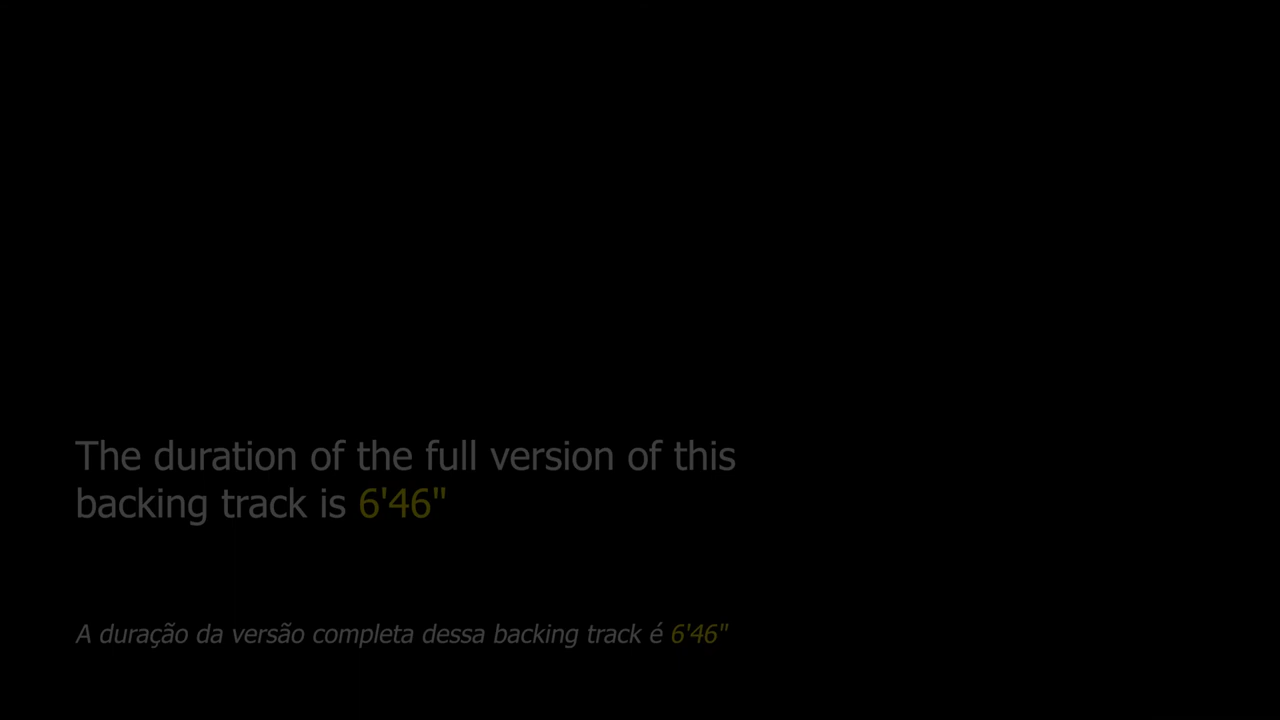 The duration of the full version of this
backing track is 6'46"
A duração da versão completa dessa backing track é 6'46"